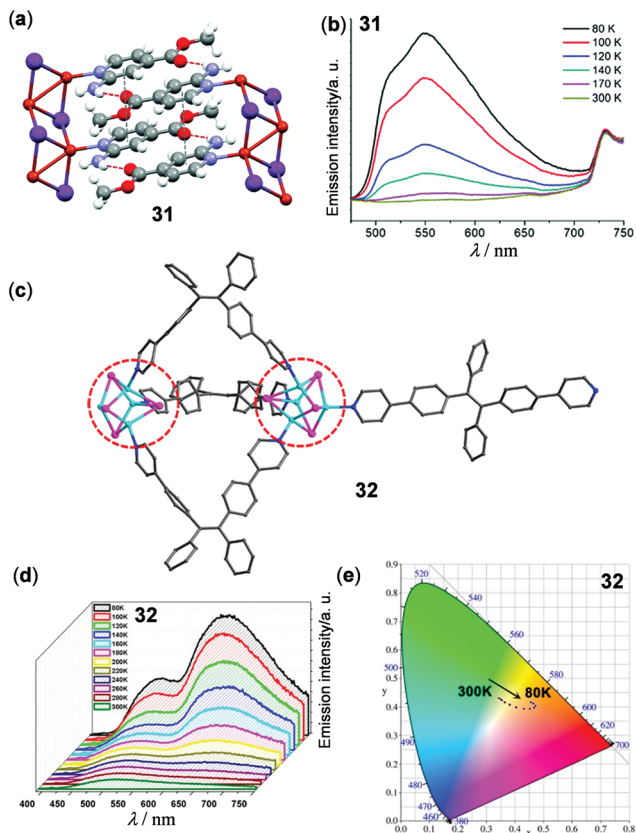 (a)
31
(b)
31
80 K
100 K
120 K
140 K
170 K
300 K
Emission intensity/a. u.
500 550 600 650 700 750
λ / nm
(c)
32
(d)
32
80K
100K
120K
140K
160K
180K
200K
220K
240K
260K
280K
300K
Emission intensity/a. u.
400 450 500 550 600 650 700 750
λ / nm
(e)
32
0.9
0.8
0.7
0.6
0.5
y
0.4
0.3
0.2
0.1
0.0
520
540
560
500
580
300K
80K
600
620
700
490
480
470
460
380
0.0 0.1 0.2 0.3 0.4 0.5 0.6 0.7 0.8